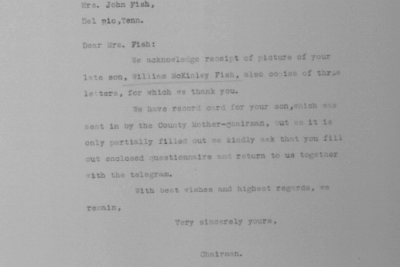 Mrs. John Fish,
Del pio,Tenn.
Dear Mrs. Fish:
We acknowledge receipt of picture of your
late son, William McKinley Fish, also copies of three
letters, for which we thank you.
We have record card for your son,which was
sent in by the County Mother-chairman, but as it is
only partially filled out we kindly ask that you fill
out enclosed questionnaire and return to us together
with the telegram.
With best wishes and highest regards, we
remain,
Very sincerely yours,
Chairman.